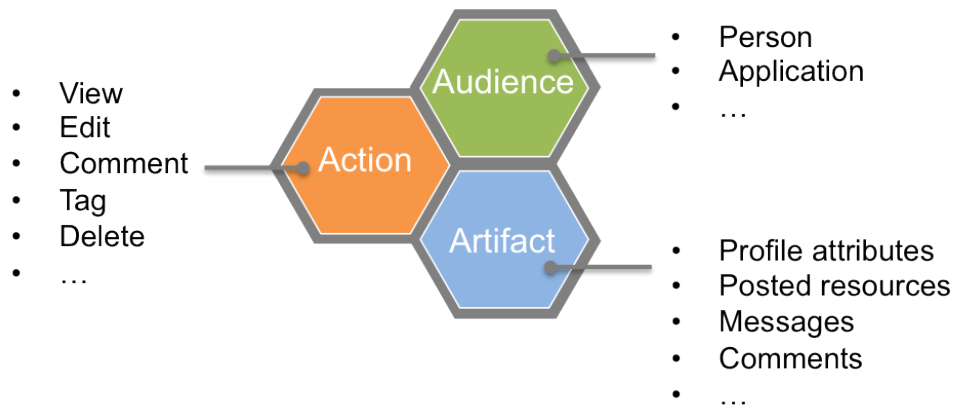 • View
• Edit
• Comment
• Tag
• Delete
• …
Action
Audience
Artifact
• Person
• Application
• …
• Profile attributes
• Posted resources
• Messages
• Comments
• …